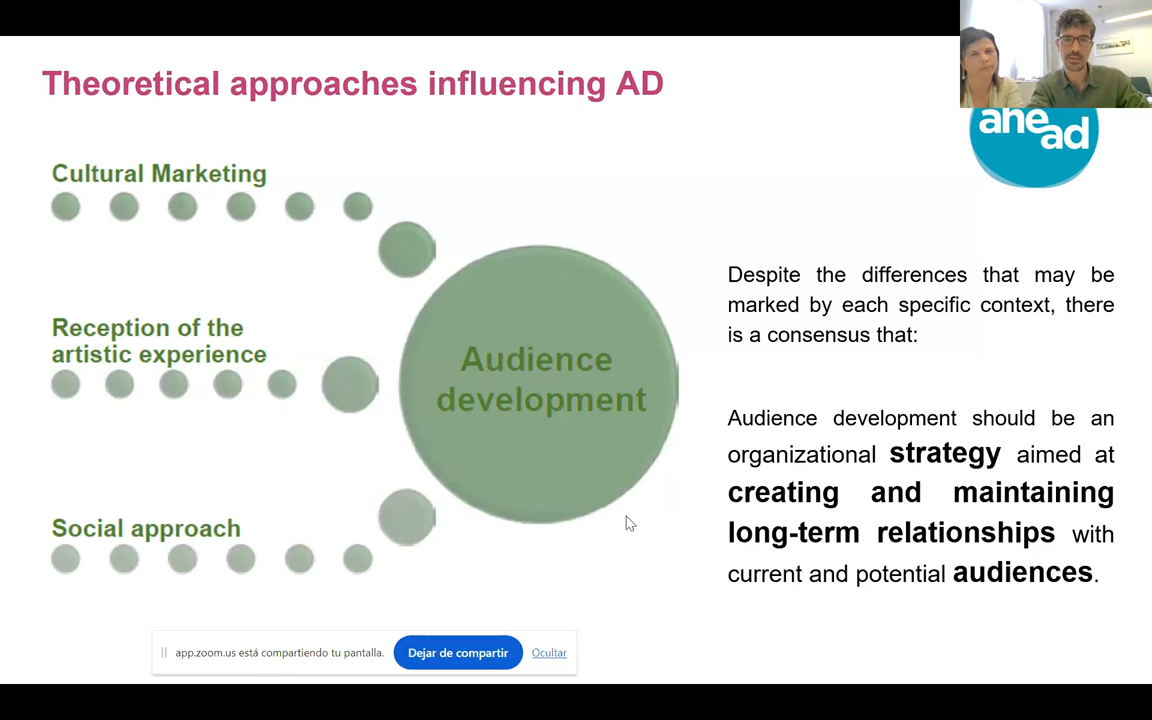 Theoretical approaches influencing AD
ahead
Cultural Marketing
Reception of the
artistic experience
Social approach
Audience
development
Despite the differences that may be
marked by each specific context, there
is a consensus that:
Audience development should be an
organizational strategy aimed at
creating and maintaining
long-term relationships with
current and potential audiences.
app.zoom.us está compartiendo tu pantalla.
Dejar de compartir
Ocultar